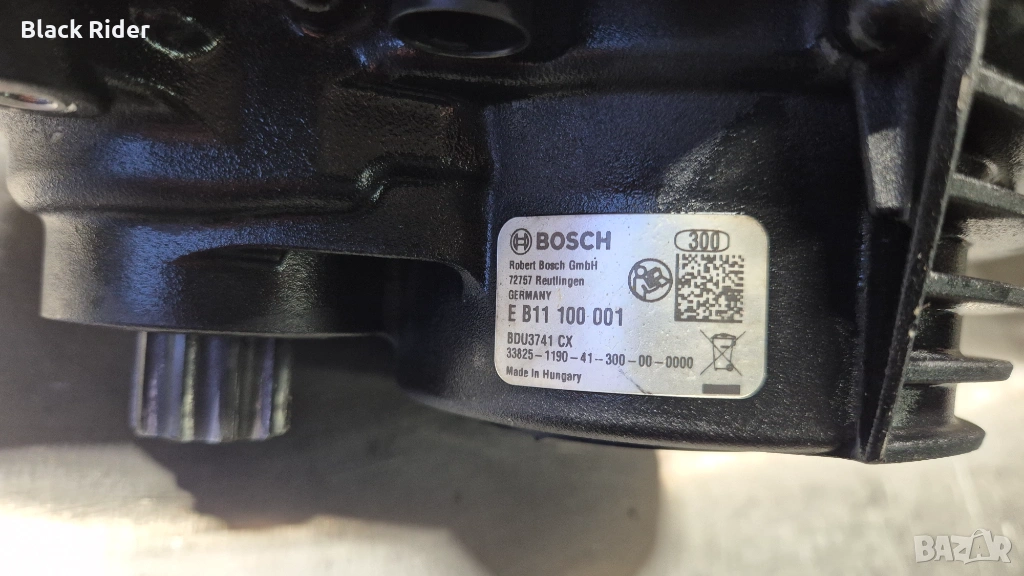 Black Rider
BOSCH
300
Robert Bosch GmbH
72757 Reutlingen
GERMANY
E B11 100 001
BDU3741 CX
33825-1190-41-300-00-0000
Made in Hungary
BAZAR